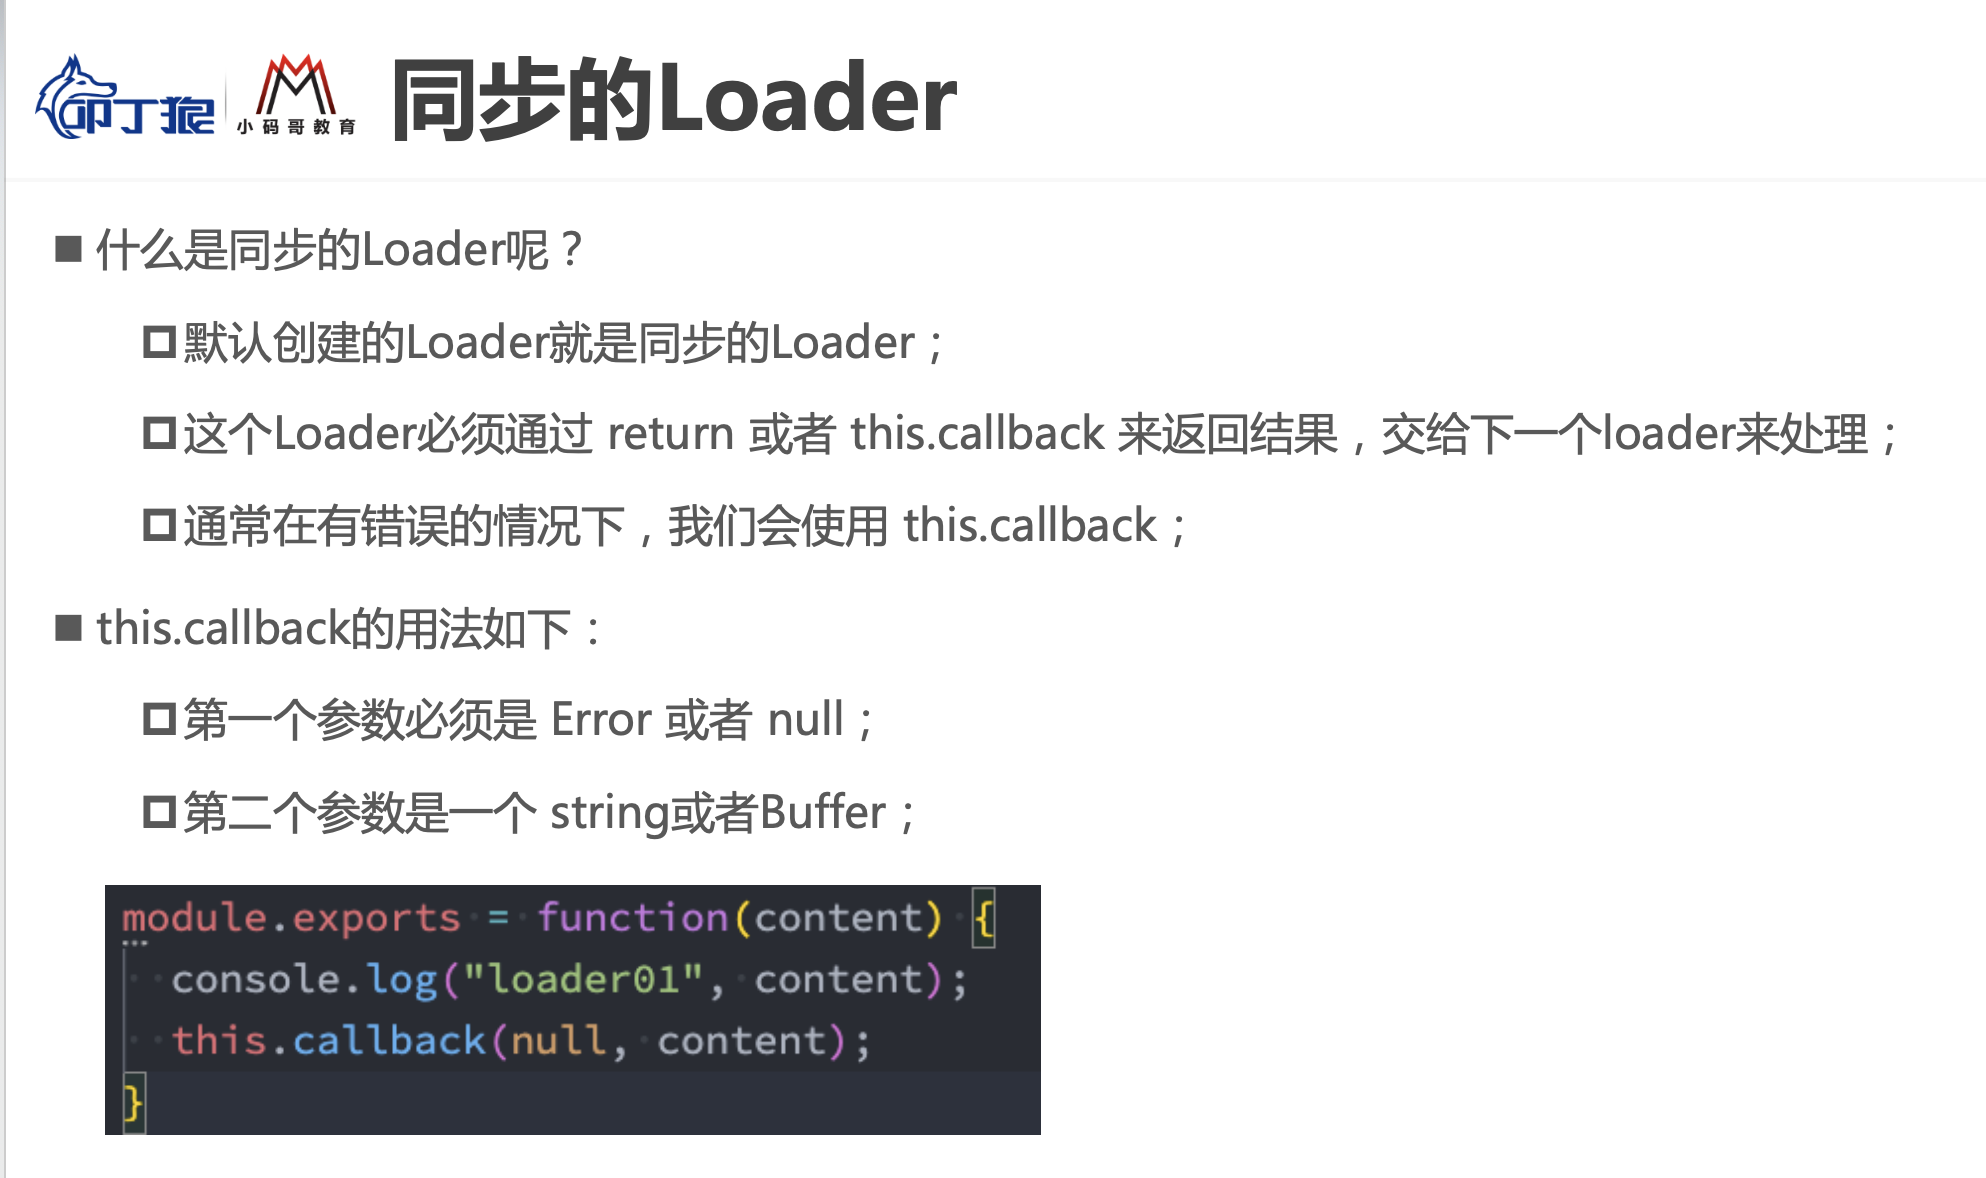 叩丁狼
小码哥教育
同步的Loader
什么是同步的Loader呢？
默认创建的Loader就是同步的Loader；
这个Loader必须通过 return 或者 this.callback 来返回结果，交给下一个loader来处理；
通常在有错误的情况下，我们会使用 this.callback；
this.callback的用法如下：
第一个参数必须是 Error 或者 null；
第二个参数是一个 string或者Buffer；
module.exports = function(content) {
console.log("loader01", content);
this.callback(null, content);
}